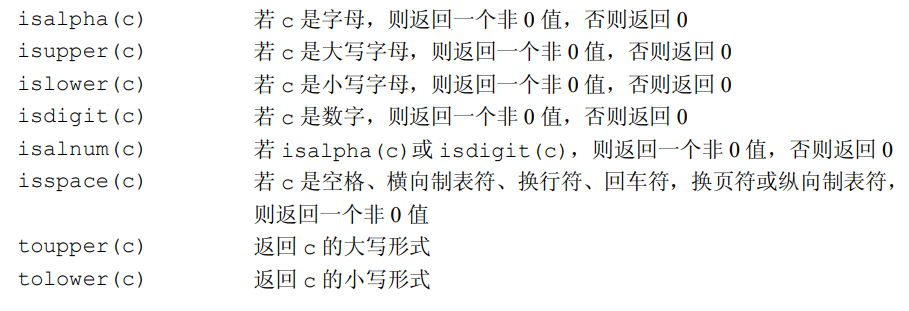 isalpha(c) 若 c 是字母，则返回一个非 0 值，否则返回 0
isupper(c) 若 c 是大写字母，则返回一个非 0 值，否则返回 0
islower(c) 若 c 是小写字母，则返回一个非 0 值，否则返回 0
isdigit(c) 若 c 是数字，则返回一个非 0 值，否则返回 0
isalnum(c) 若 isalpha(c)或 isdigit(c)，则返回一个非 0 值，否则返回 0
isspace(c) 若 c 是空格、横向制表符、换行符、回车符，换页符或纵向制表符，
则返回一个非 0 值
toupper(c) 返回 c 的大写形式
tolower(c) 返回 c 的小写形式